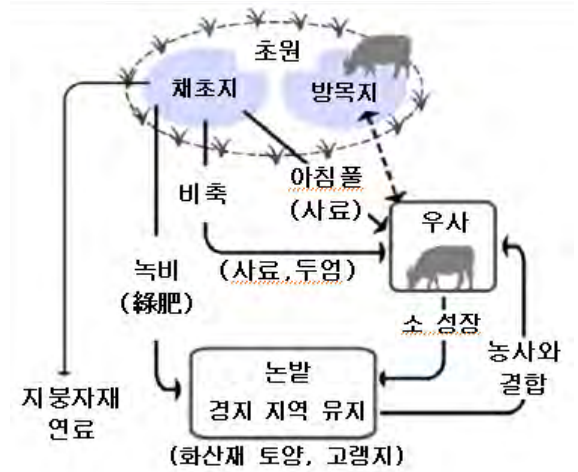 초원
채초지
방목지
아침풀
(사료)
비축
우사
녹비
(綠肥)
(사료,두엄)
소 성장
농사와
결합
논밭
경지 지역 유지
지붕자재
연료
(화산재 토양, 고랭지)